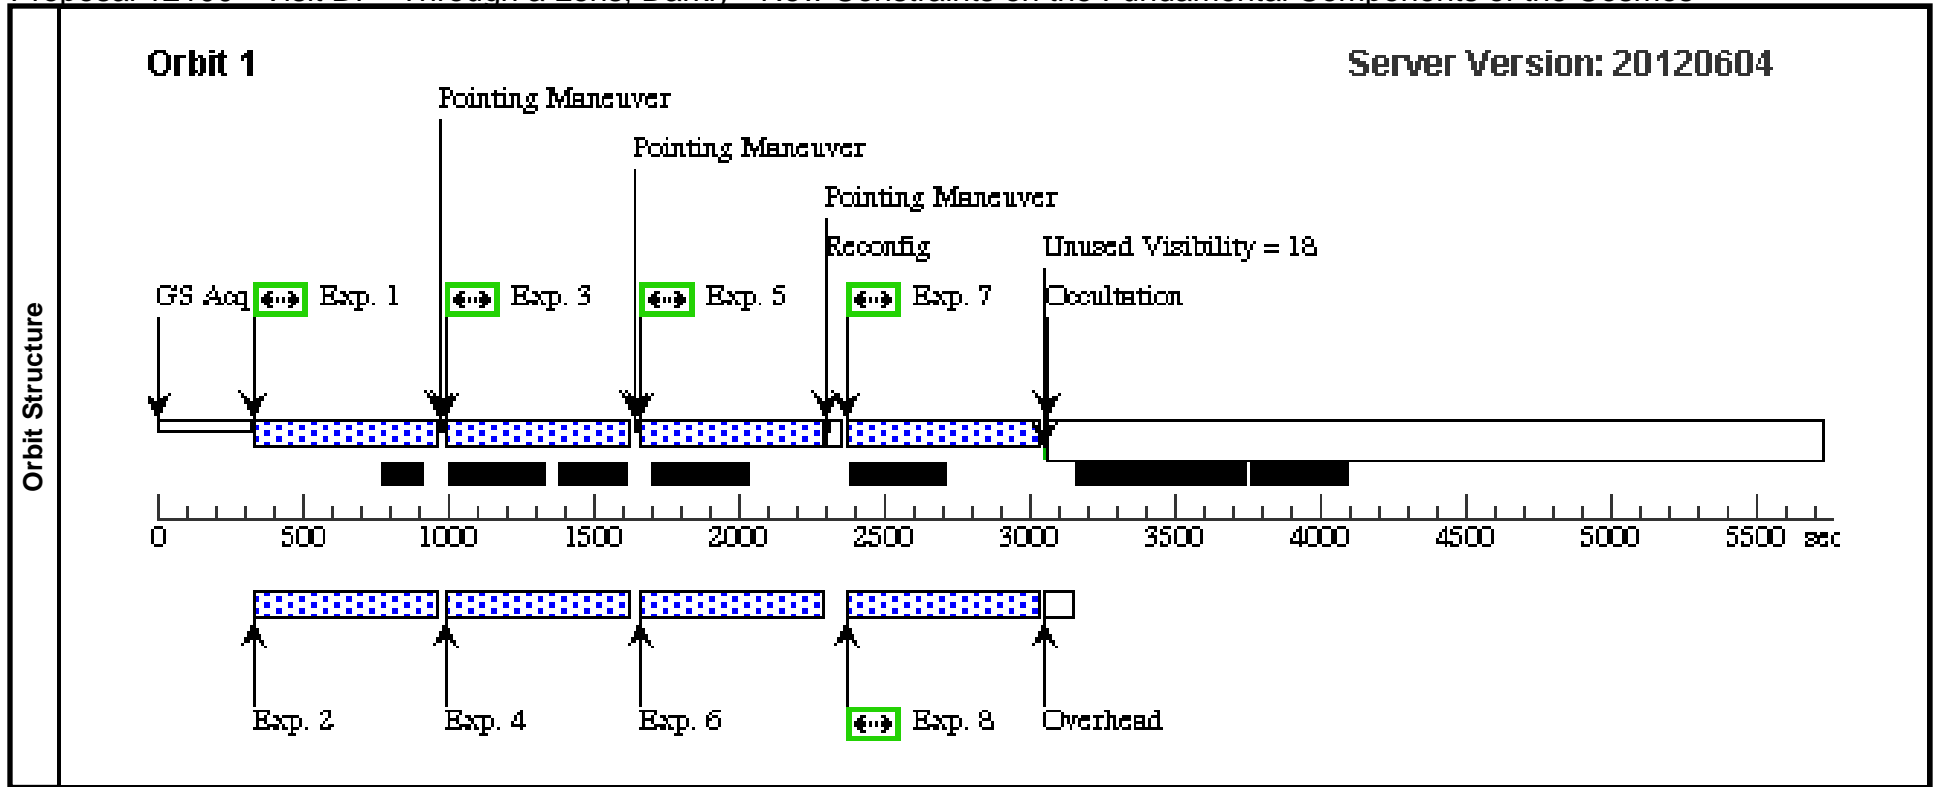 Orbit 1
Server Version: 20120604
Pointing Maneuver
Pointing Maneuver
Pointing Maneuver
Reconfig
Unused Visibility = 18
GS Acq
Exp. 1
Exp. 3
Exp. 5
Exp. 7
Occultation
Orbit Structure
0 500 1000 1500 2000 2500 3000 3500 4000 4500 5000 5500 sec
Exp. 2
Exp. 4
Exp. 6
Exp. 8
Overhead